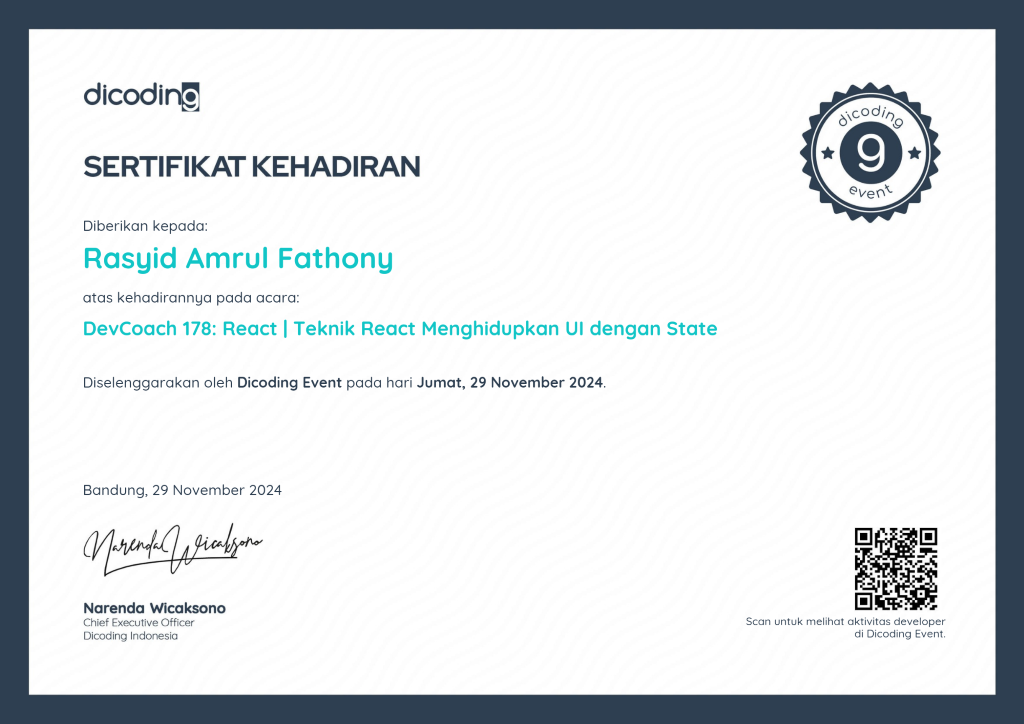 dicoding
SERTIFIKAT KEHADIRAN
dicoding
event
Diberikan kepada:
Rasyid Amrul Fathony
atas kehadirannya pada acara:
DevCoach 178: React | Teknik React Menghidupkan UI dengan State
Diselenggarakan oleh Dicoding Event pada hari Jumat, 29 November 2024.
Bandung, 29 November 2024
Narenda Wicaksono
Narenda Wicaksono
Chief Executive Officer
Dicoding Indonesia
Scan untuk melihat aktivitas developer
di Dicoding Event.